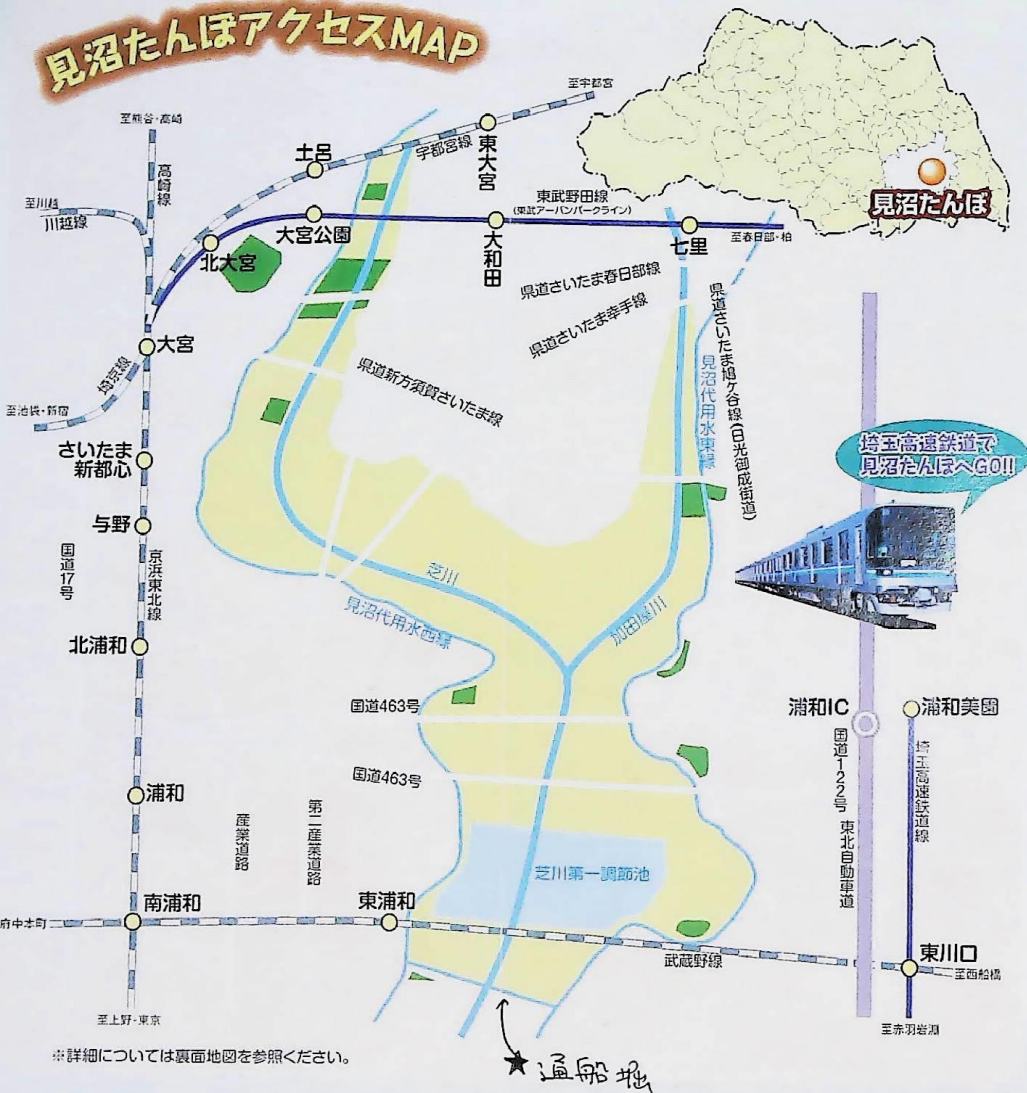 見沼たんぼアクセスMAP
至宇都宮
至熊谷・高崎
高崎線
土呂
宇都宮線
東大宮
至川越
川越線
東武野田線
(東武アーバンパークライン)
見沼たんぼ
北大宮
大宮公園
大和田
七里
至春日部・柏
県道さいたま春日部線
県道さいたま幸手線
県道さいたま鳩ヶ谷線(日光御成街道)
見沼代用水東縁
大宮
埼京線
県道新方須賀さいたま線
至池袋・新宿
さいたま
新都心
埼玉高速鉄道で
見沼たんぼへGO!!
与野
国道17号
京浜東北線
芝川
見沼代用水西縁
加田屋川
北浦和
国道463号
浦和IC
浦和美園
国道122号
東北自動車道
埼玉高速鉄道線
国道463号
浦和
産業道路
第二産業道路
芝川第一調節池
府中本町
南浦和
東浦和
武蔵野線
東川口
至西船橋
至上野・東京
至赤羽岩淵
※詳細については裏面地図を参照ください。
★通船堀